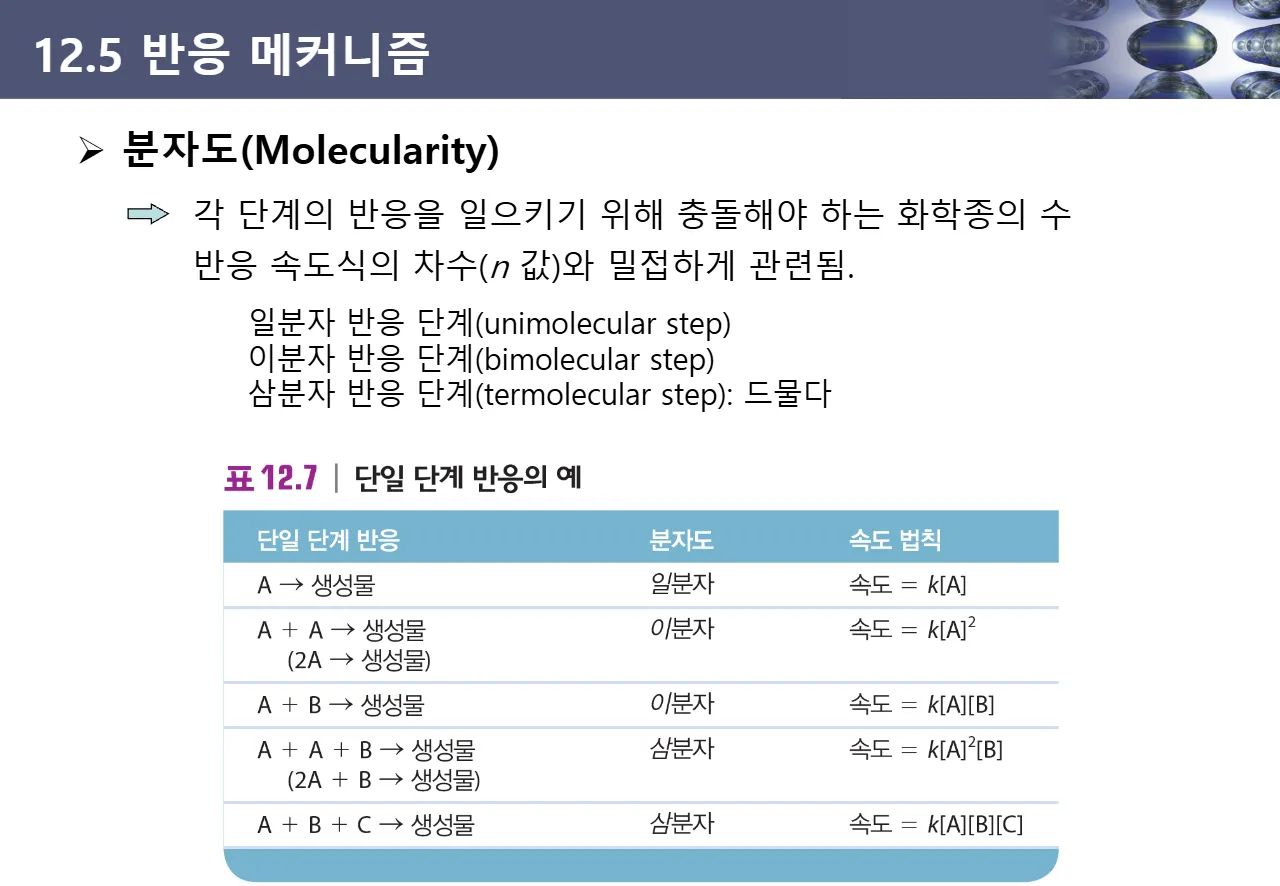 12.5 반응 메커니즘
분자도(Molecularity)
각 단계의 반응을 일으키기 위해 충돌해야 하는 화학종의 수
반응 속도식의 차수(n 값)와 밀접하게 관련됨.
일분자 반응 단계(unimolecular step)
이분자 반응 단계(bimolecular step)
삼분자 반응 단계(termolecular step): 드물다
표 12.7 | 단일 단계 반응의 예
단일 단계 반응 분자도 속도 법칙
A → 생성물 일분자 속도 = k[A]
A + A → 생성물 이분자 속도 = k[A]²
(2A → 생성물)
A + B → 생성물 이분자 속도 = k[A][B]
A + A + B → 생성물 삼분자 속도 = k[A]²[B]
(2A + B → 생성물)
A + B + C → 생성물 삼분자 속도 = k[A][B][C]